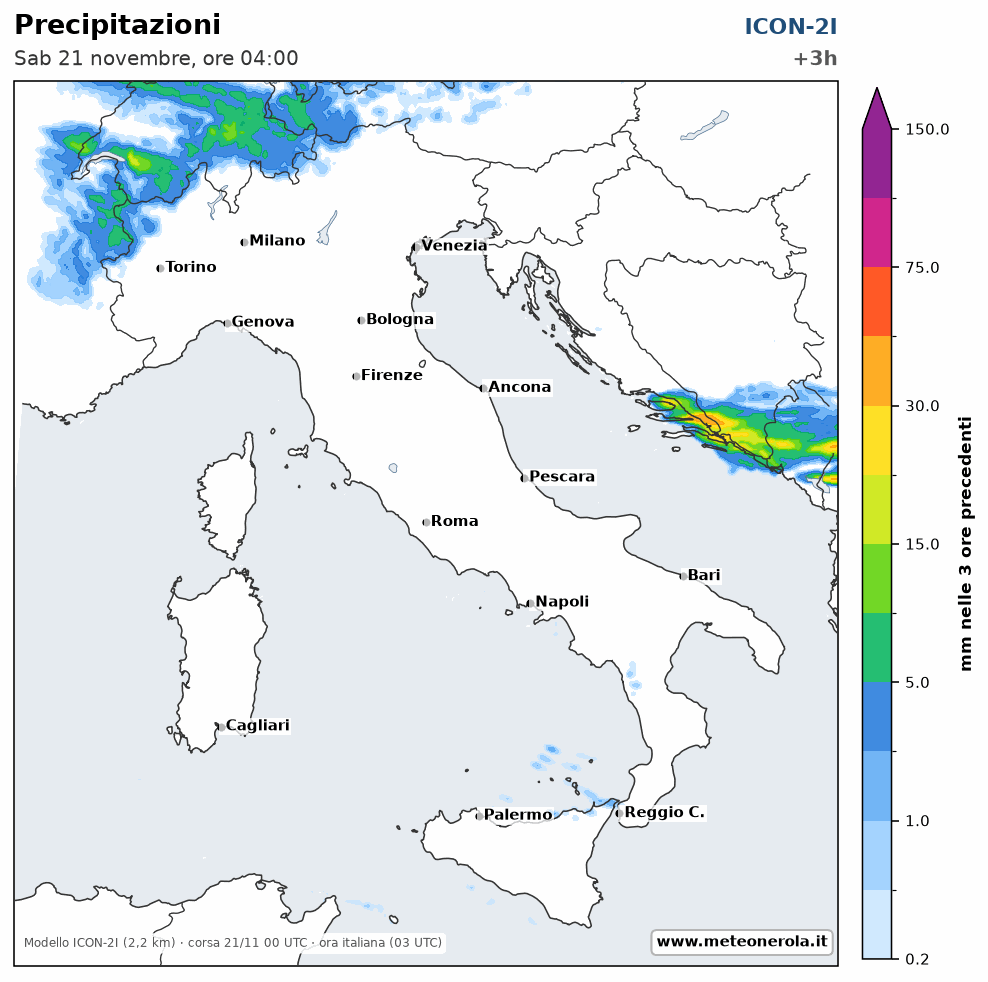 Precipitazioni
ICON-2I
Sab 21 novembre, ore 04:00
+3h
150.0
75.0
30.0
15.0
5.0
1.0
0.2
mm nelle 3 ore precedenti
Milano
Venezia
Torino
Genova
Bologna
Firenze
Ancona
Pescara
Roma
Bari
Napoli
Cagliari
Palermo
Reggio C.
Modello ICON-2I (2,2 km) · corsa 21/11 00 UTC · ora italiana (03 UTC)
www.meteonerola.it